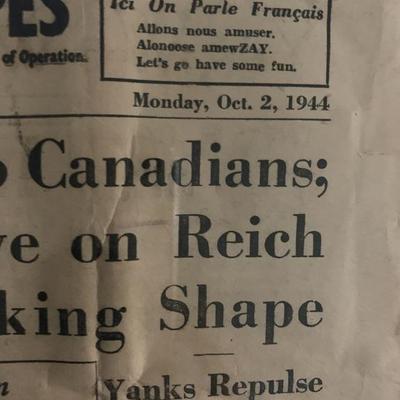 PES
Ici On Parle Français
Allons nous amuser.
Alonoose amewZAY.
Let's go have some fun.
of Operation.
Monday, Oct. 2, 1944
Canadians;
ve on Reich
king Shape
Yanks Repulse